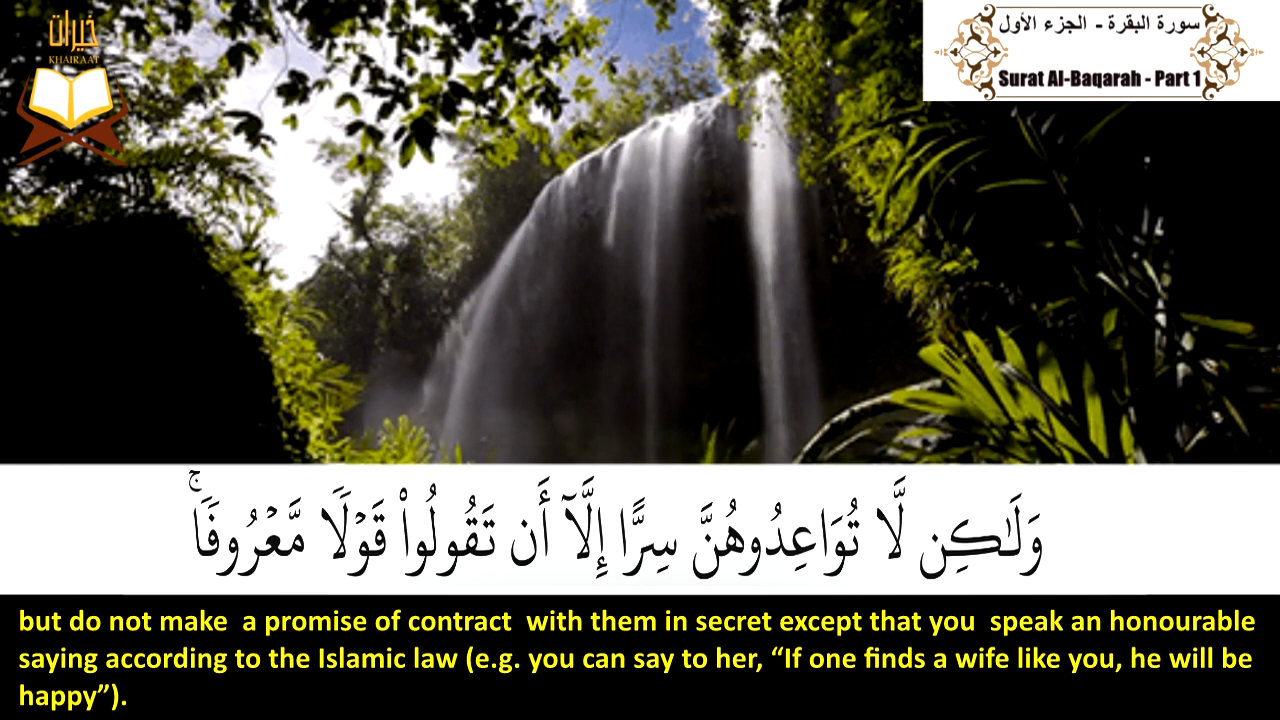 خيرات
KHAIRAAT
سورة البقرة - الجزء الأول
Surat Al-Baqarah - Part 1
وَلَـٰكِن لَّا تُوَاعِدُوهُنَّ سِرًّا إِلَّآ أَن تَقُولُوا۟ قَوْلًا مَّعْرُوفًا ۚ
but do not make  a promise of contract  with them in secret except that you  speak an honourable
saying according to the Islamic law (e.g. you can say to her, “If one finds a wife like you, he will be
happy”).